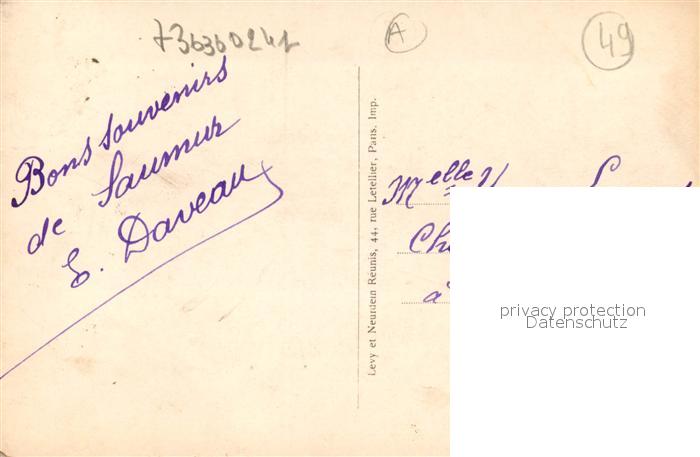 73636024
A
49
Bons souvenirs
de Saumur
E. Daveau
Levy et Neurdein Réunis, 44, rue Letellier, Paris, Imp.
Melle
à
privacy protection
Datenschutz